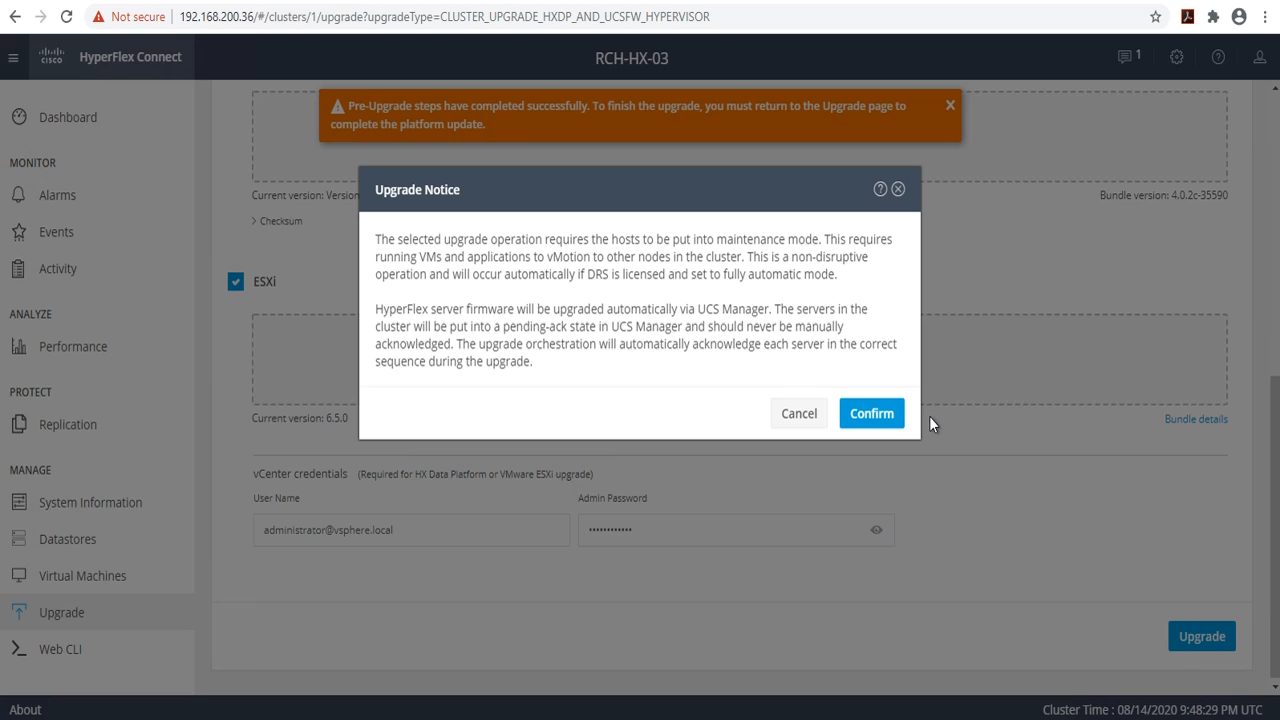 Not secure
192.168.200.36/#/clusters/1/upgrade?upgradeType=CLUSTER_UPGRADE_HXDP_AND_UCSFW_HYPERVISOR
CISCO
HyperFlex Connect
RCH-HX-03
1
Dashboard
MONITOR
Alarms
Events
Activity
ANALYZE
Performance
PROTECT
Replication
MANAGE
System Information
Datastores
Virtual Machines
Upgrade
Web CLI
Pre-Upgrade steps have completed successfully. To finish the upgrade, you must return to the Upgrade page to
complete the platform update.
Current version: Version
Bundle version: 4.0.2c-35590
Checksum
Upgrade Notice
The selected upgrade operation requires the hosts to be put into maintenance mode. This requires
running VMs and applications to vMotion to other nodes in the cluster. This is a non-disruptive
operation and will occur automatically if DRS is licensed and set to fully automatic mode.
HyperFlex server firmware will be upgraded automatically via UCS Manager. The servers in the
cluster will be put into a pending-ack state in UCS Manager and should never be manually
acknowledged. The upgrade orchestration will automatically acknowledge each server in the correct
sequence during the upgrade.
Cancel
Confirm
ESXi
Current version: 6.5.0
Bundle details
vCenter credentials (Required for HX Data Platform or VMware ESXi upgrade)
User Name
Admin Password
administrator@vsphere.local
••••••••••••
Upgrade
About
Cluster Time : 08/14/2020 9:48:29 PM UTC